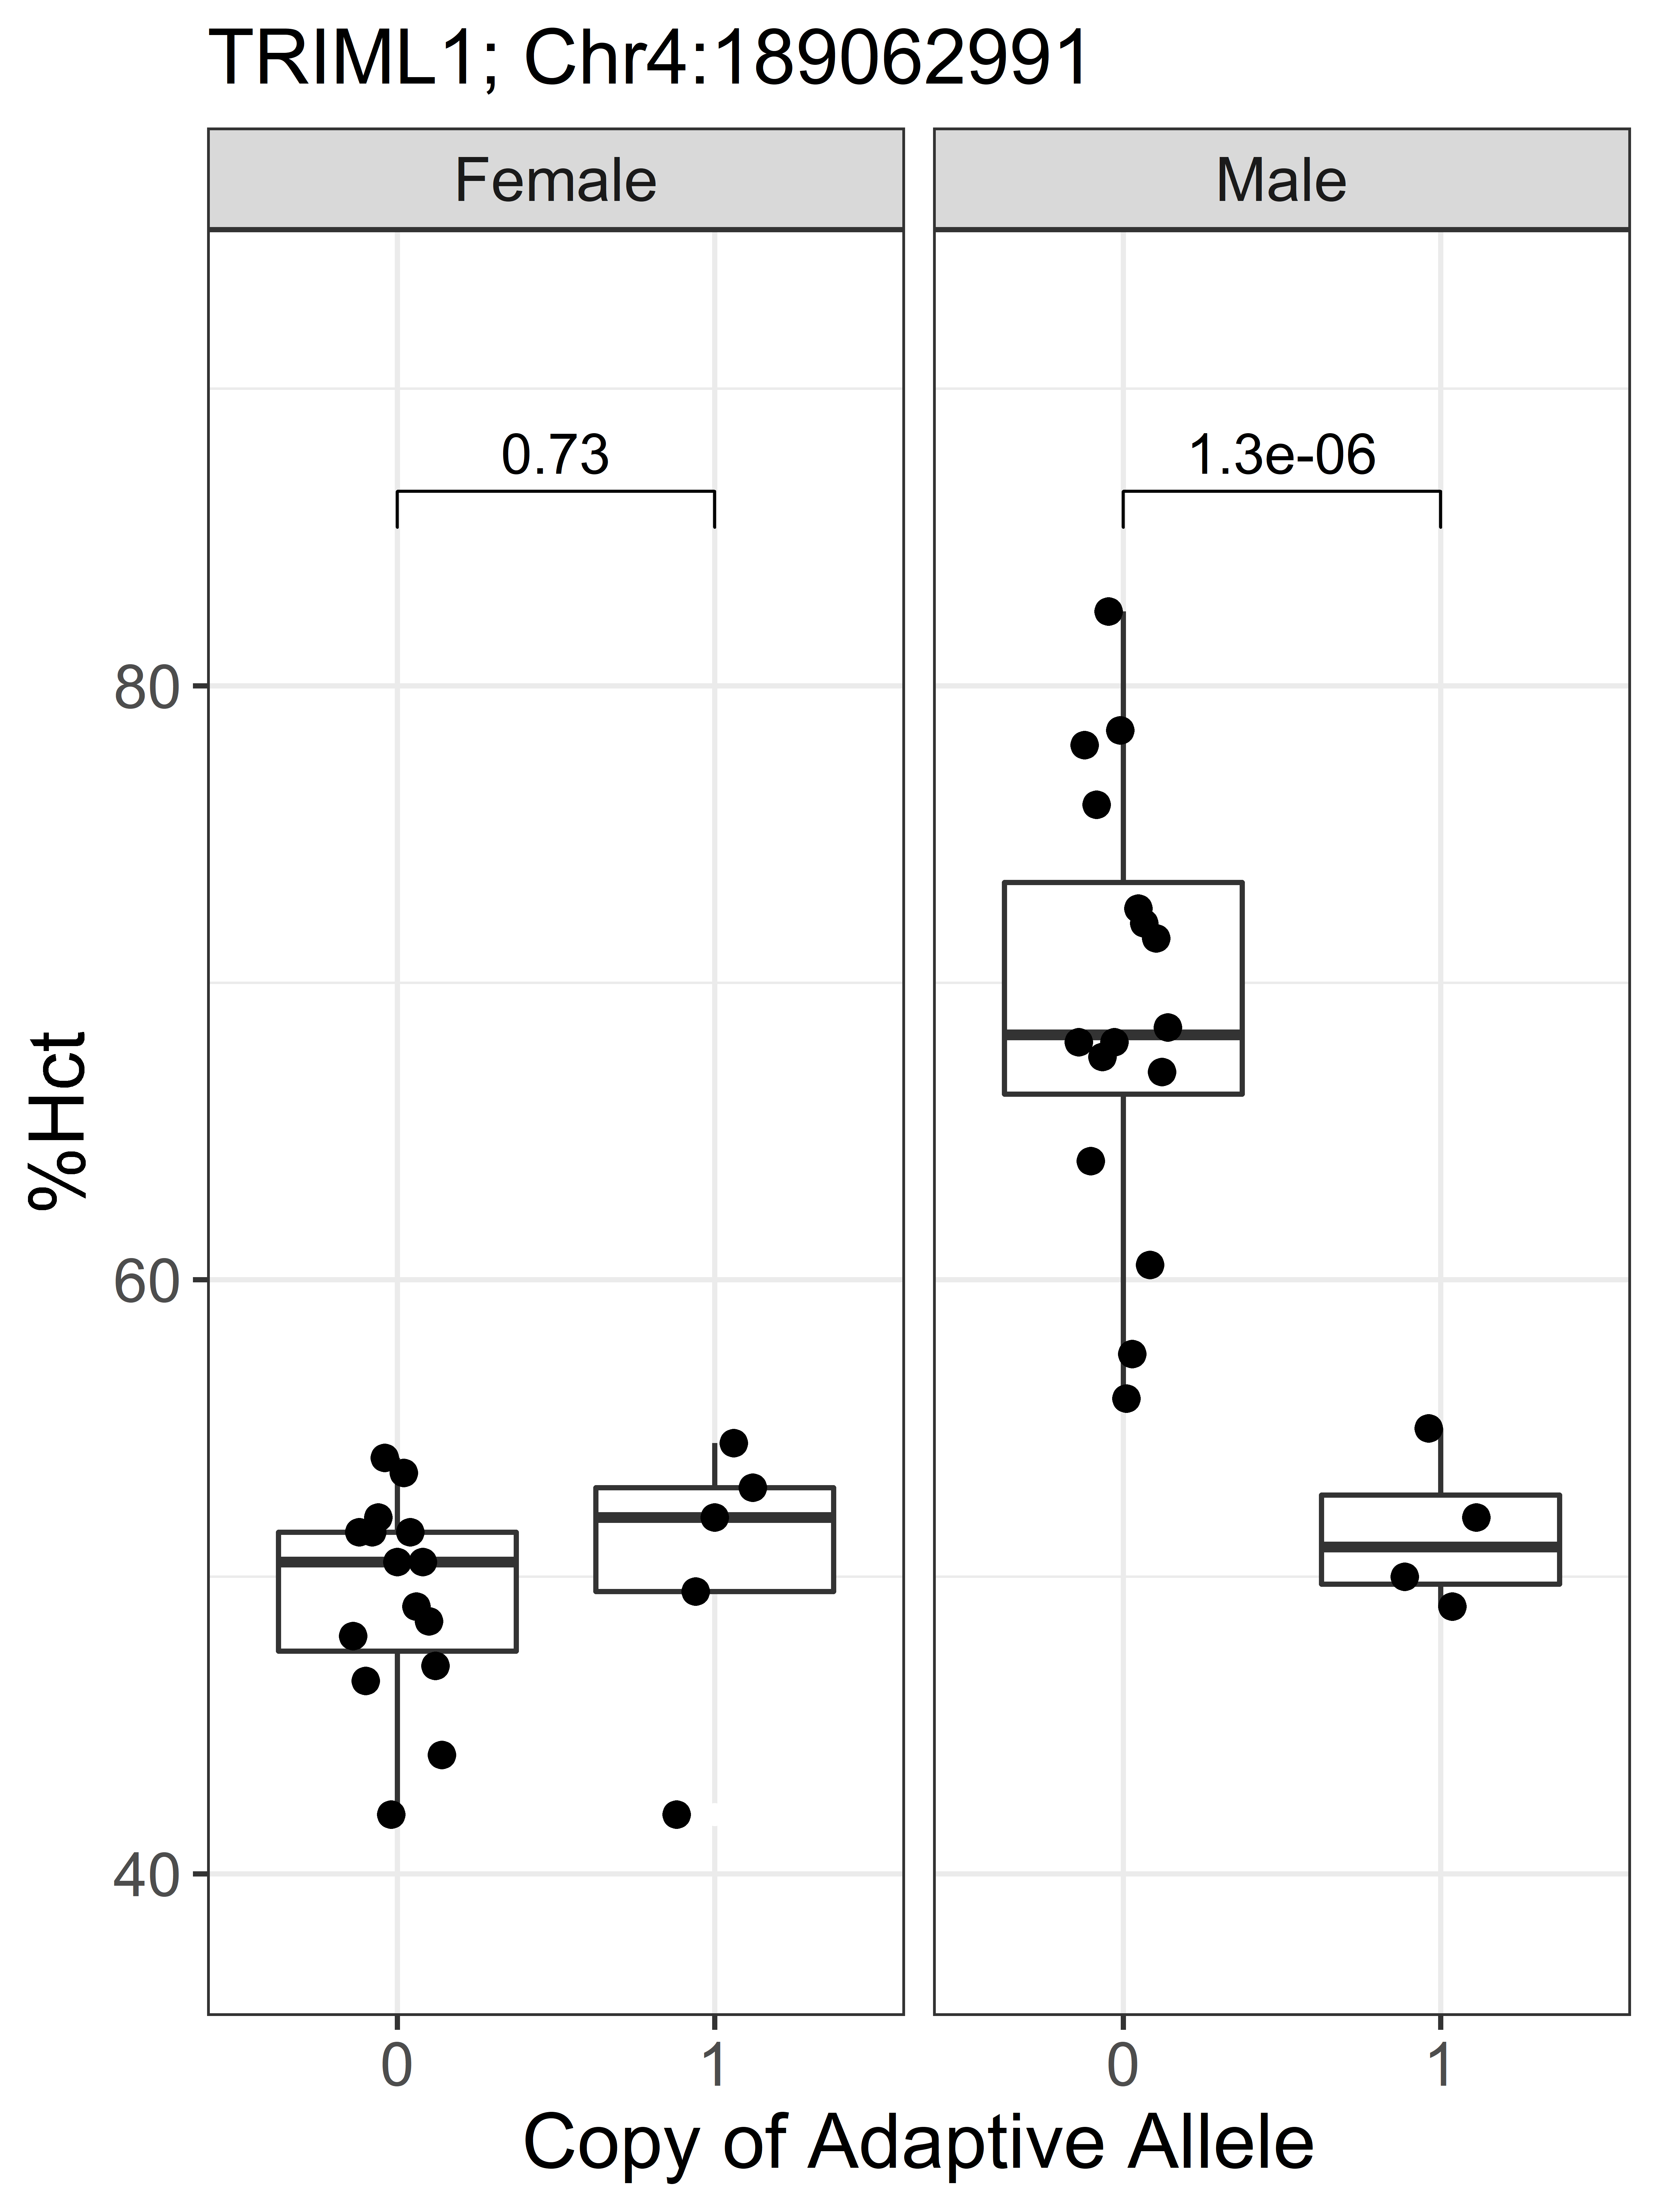 TRIML1; Chr4:189062991
Female
Male
0.73
1.3e-06
80
60
40
%Hct
0
1
0
1
Copy of Adaptive Allele